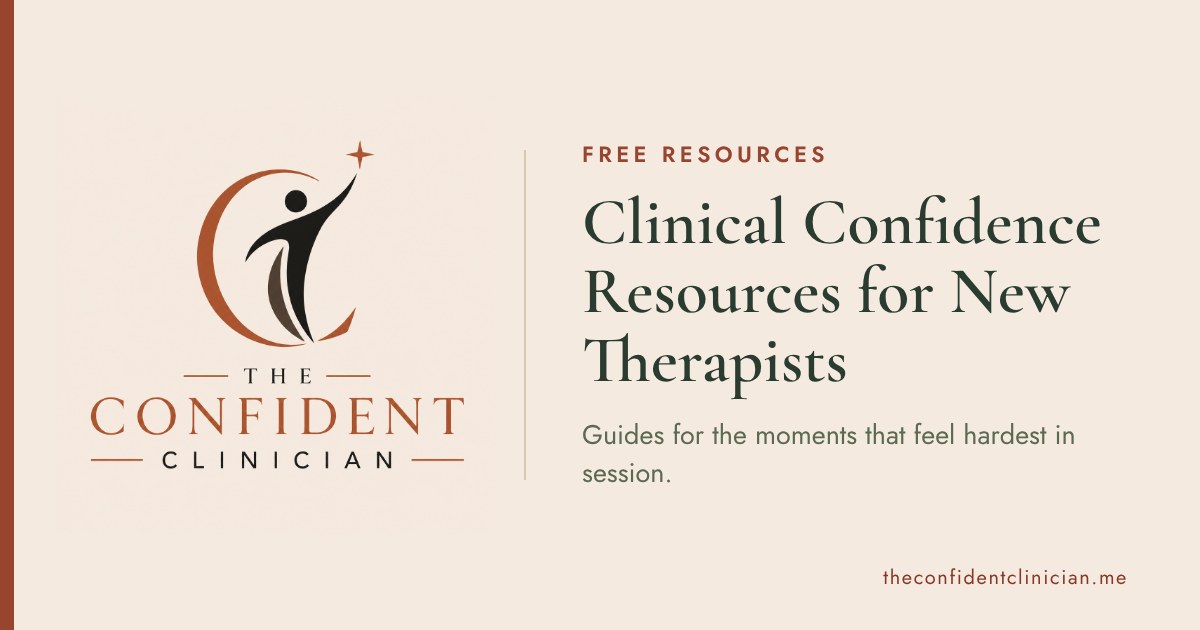 THE
CONFIDENT
CLINICIAN
FREE RESOURCES
Clinical Confidence
Resources for New
Therapists
Guides for the moments that feel hardest in
session.
theconfidentclinician.me